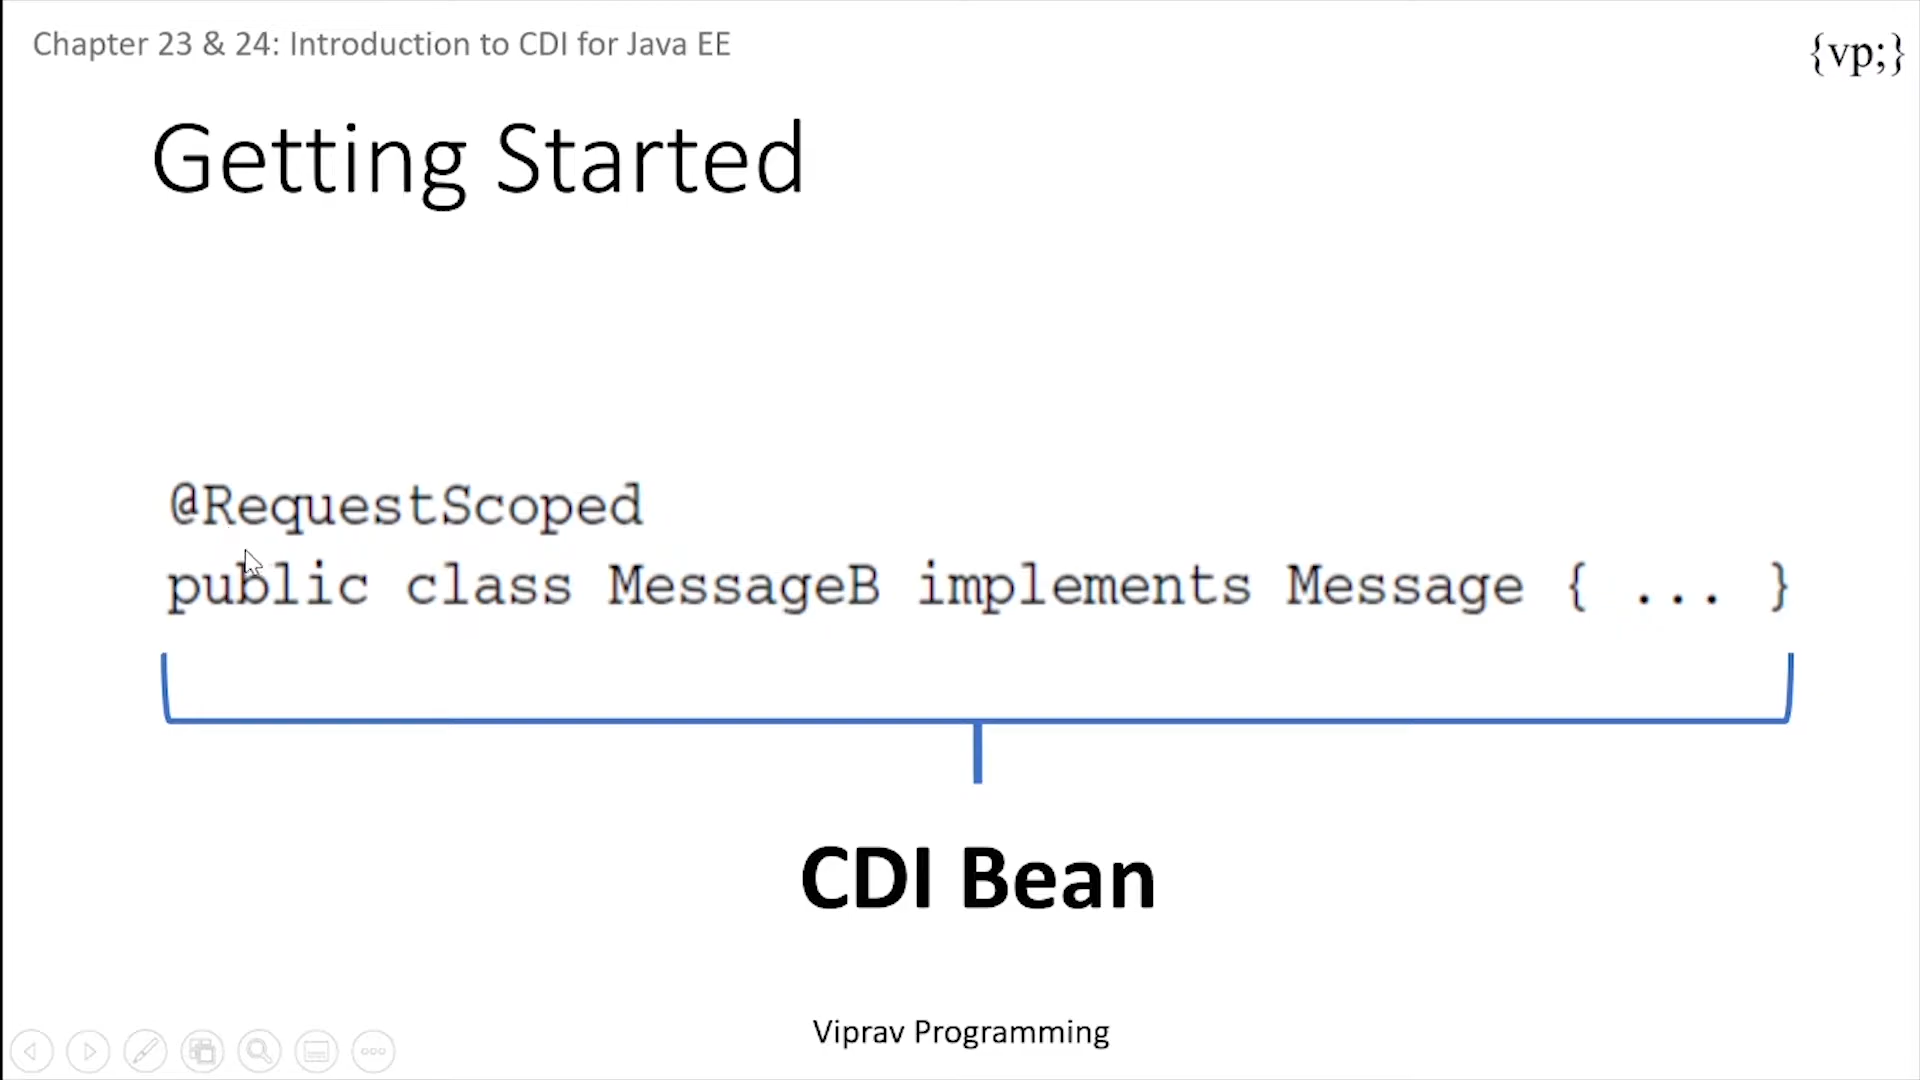 Chapter 23 & 24: Introduction to CDI for Java EE
{vp;}
Getting Started
@RequestScoped
public class MessageB implements Message { ... }
CDI Bean
Viprav Programming